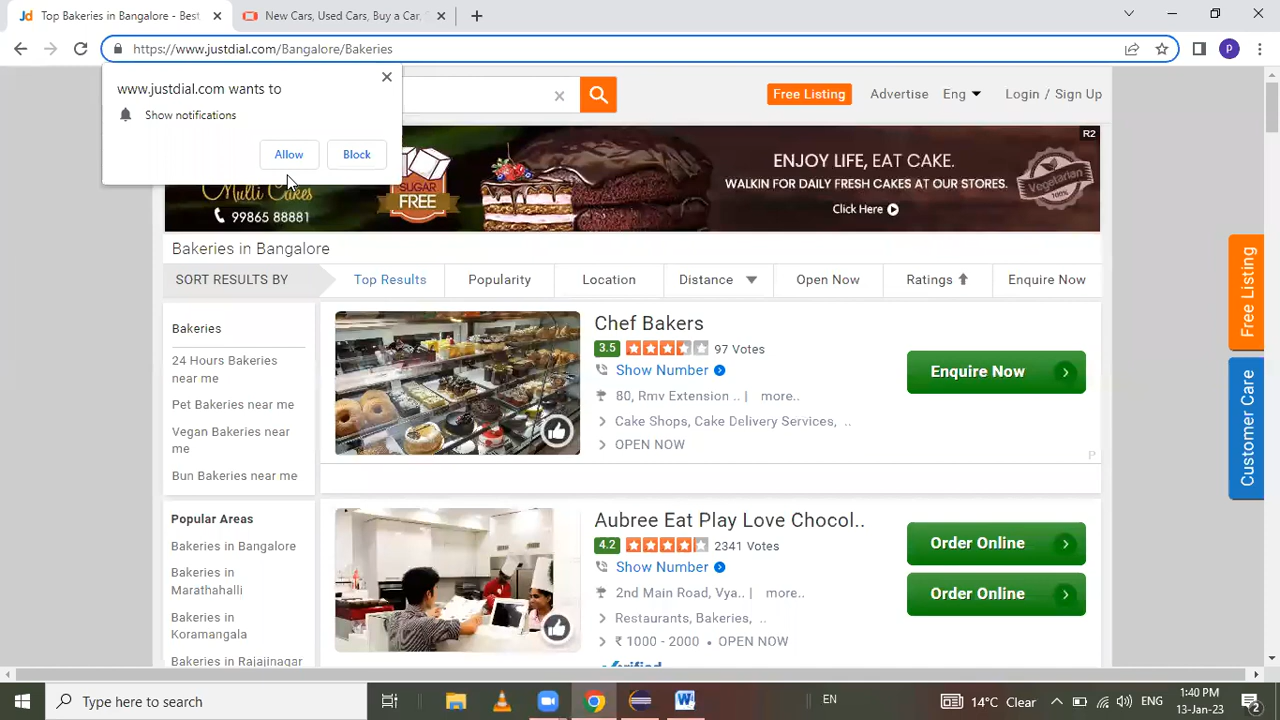 Jd Top Bakeries in Bangalore - Best
New Cars, Used Cars, Buy a Car,
https://www.justdial.com/Bangalore/Bakeries
P
www.justdial.com wants to
Show notifications
Allow Block
Free Listing Advertise Eng Login / Sign Up
R2
Multi Cakes
99865 88881
SUGAR
FREE
ENJOY LIFE, EAT CAKE.
WALKIN FOR DAILY FRESH CAKES AT OUR STORES.
Click Here
Vegetarian
100%
Bakeries in Bangalore
SORT RESULTS BY Top Results Popularity Location Distance Open Now Ratings Enquire Now
Bakeries
24 Hours Bakeries
near me
Pet Bakeries near me
Vegan Bakeries near
me
Bun Bakeries near me
Popular Areas
Bakeries in Bangalore
Bakeries in
Marathahalli
Bakeries in
Koramangala
Bakeries in Rajajinagar
Chef Bakers
3.5 97 Votes
Show Number
80, Rmv Extension .. | more..
Cake Shops, Cake Delivery Services, ..
OPEN NOW
Enquire Now
P
Aubree Eat Play Love Chocol..
4.2 2341 Votes
Show Number
2nd Main Road, Vya.. | more..
Restaurants, Bakeries, ..
₹ 1000 - 2000 • OPEN NOW
Order Online
Order Online
Free Listing
Customer Care
Type here to search
EN
14°C Clear
ENG
1:40 PM
13-Jan-23
2